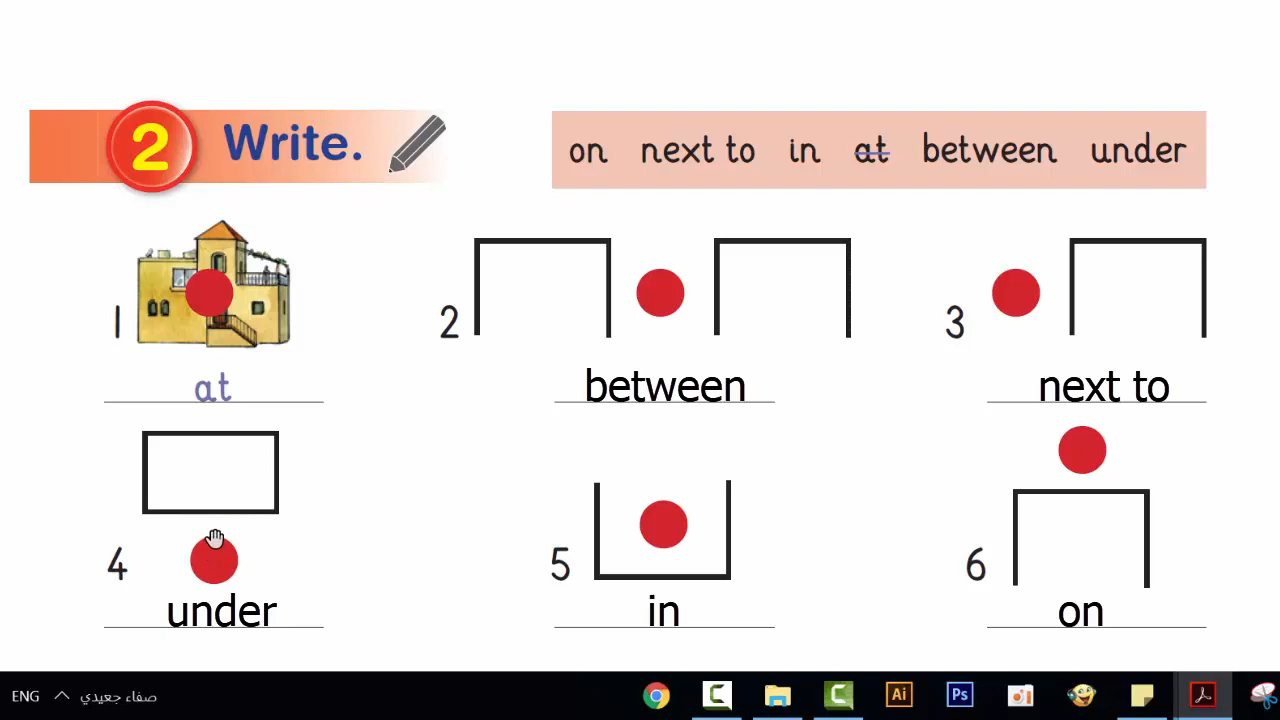 2 Write.
on next to in at between under
1 2 3
at between next to
4 5 6
under in on
ENG صفاء جعيدي Ai Ps